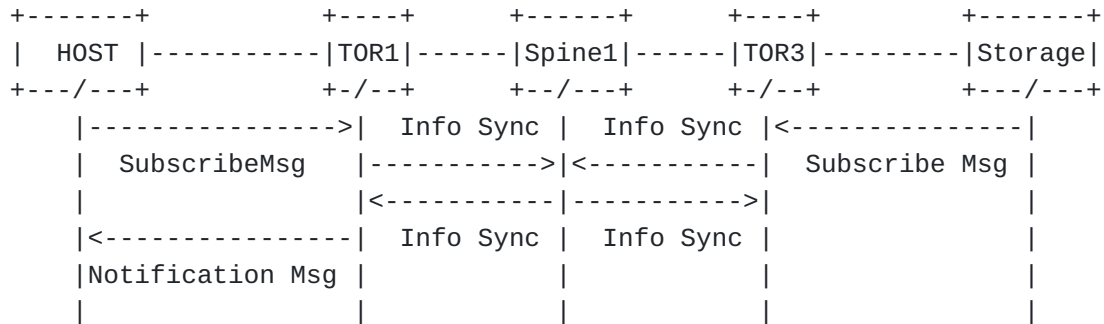 +-------+            +----+      +------+      +----+         +-------+
|  HOST |-----------|TOR1|------|Spine1|------|TOR3|---------|Storage|
+---/---+            +-/--+      +--/---+      +-/--+         +---/---+
    |---------------->|  Info Sync |  Info Sync |<---------------|
    |  SubscribeMsg   |----------->|<-----------|  Subscribe Msg |
    |                 |<-----------|----------->|                |
    |<----------------|  Info Sync |  Info Sync |                |
    |Notification Msg |            |            |                |
    |                 |            |            |                |